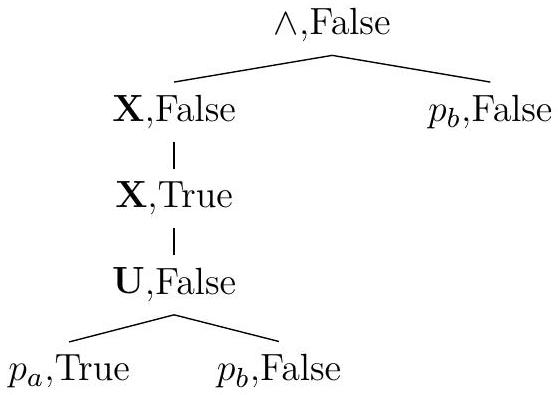 ∧,False
X,False p_b,False
X,True
U,False
p_a,True p_b,False